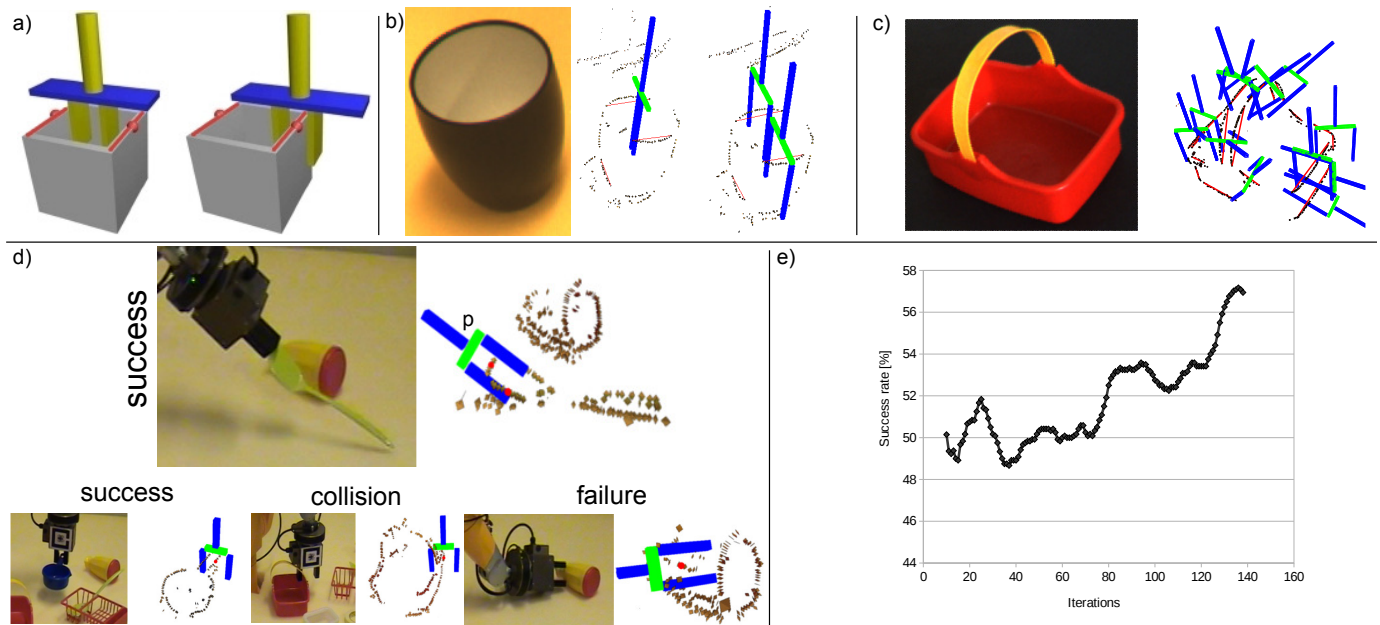 a)
b)
c)
d)
success
p
success
collision
failure
e)
Success rate [%]
58
56
54
52
50
48
46
44
0
20
40
60
80
100
120
140
160
Iterations